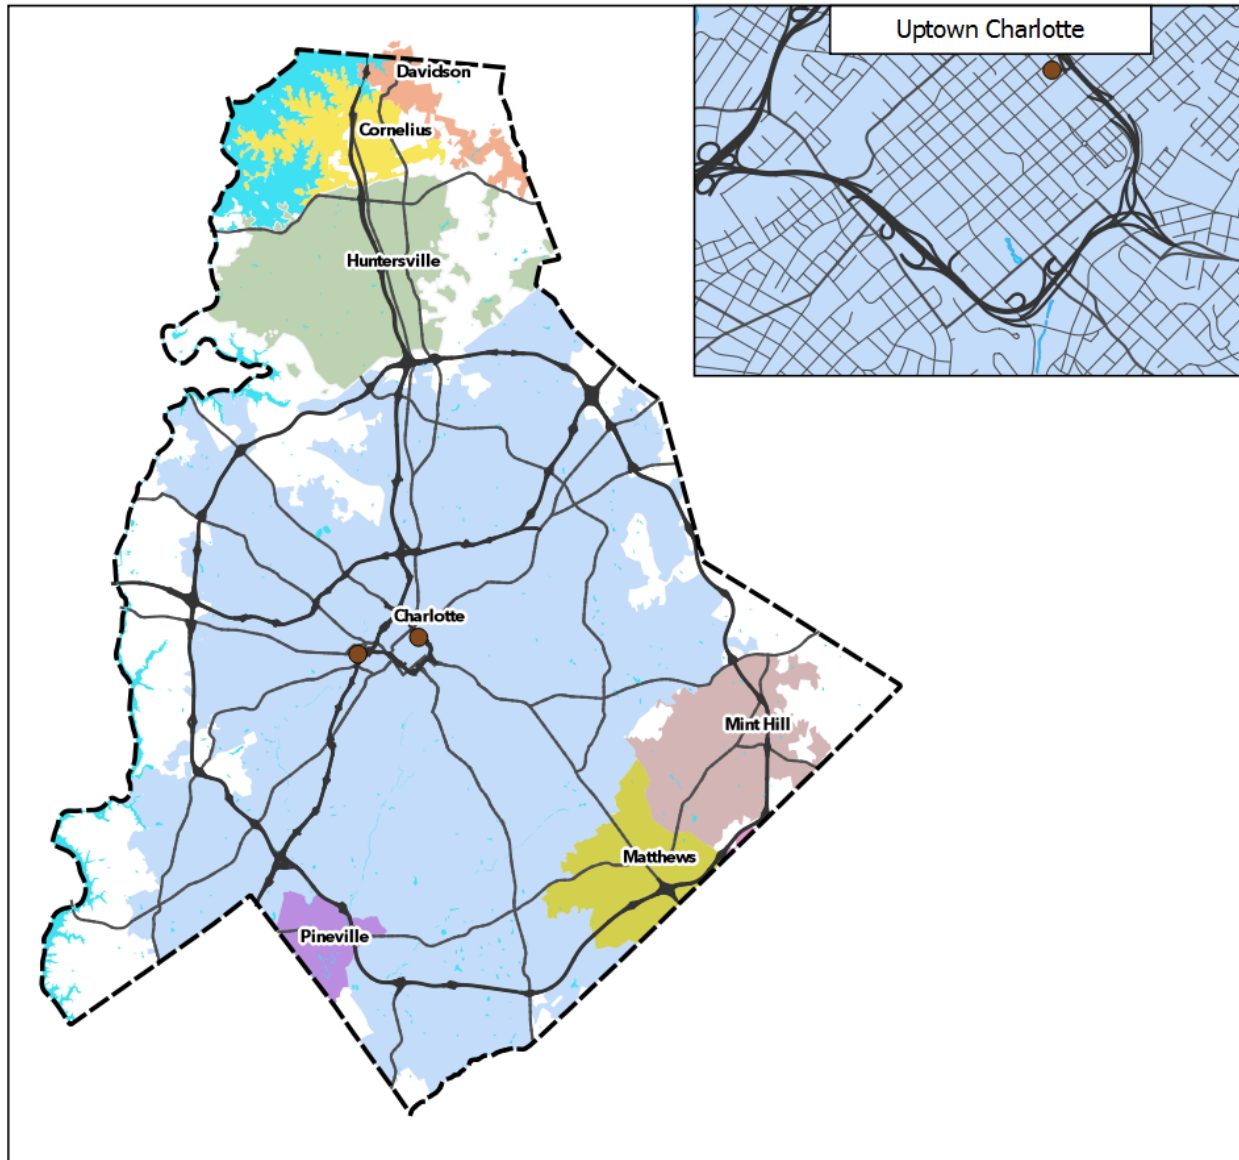 Uptown Charlotte
Davidson
Cornelius
Huntersville
Charlotte
Mint Hill
Matthews
Pineville